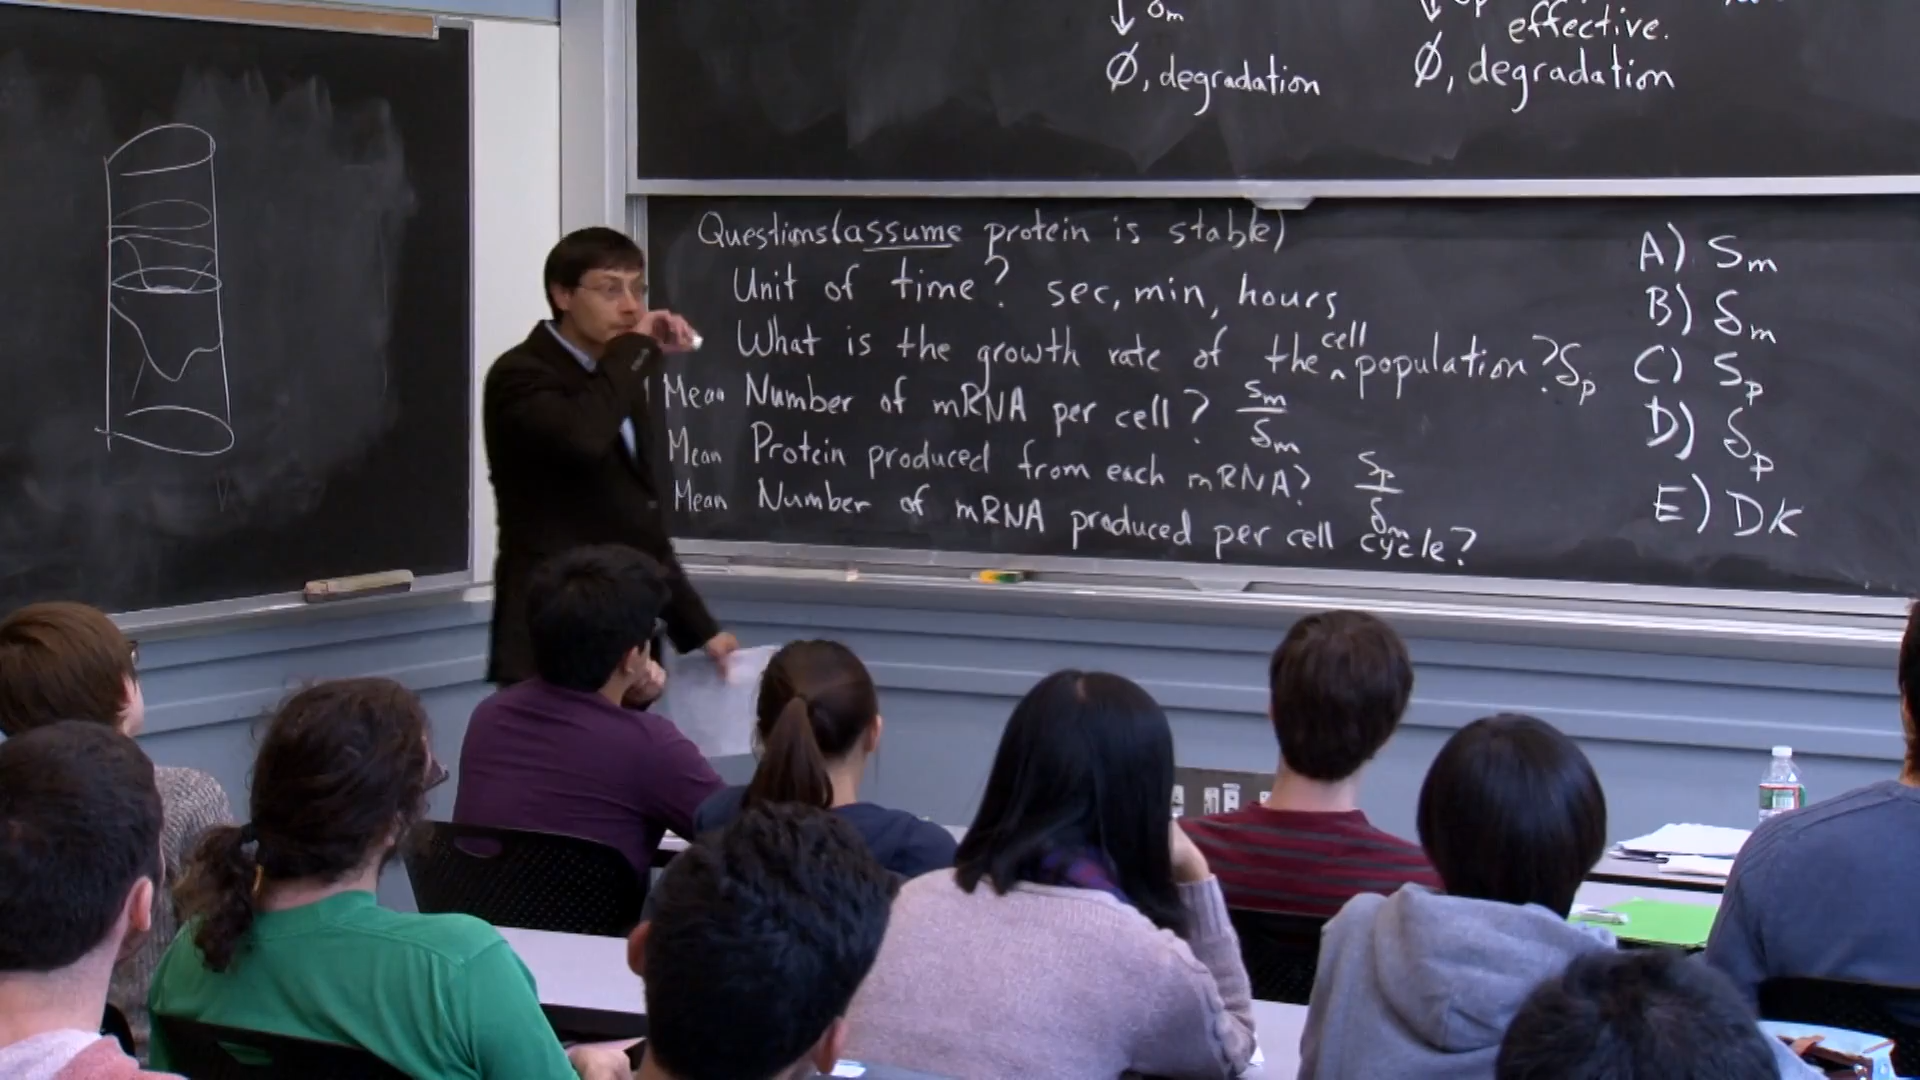 ↓ δm
Ø, degradation
effective.
Ø, degradation
Questions (assume protein is stable)
Unit of time? sec, min, hours
What is the growth rate of the cell population? δp
Mean Number of mRNA per cell? Sm/δm
Mean Protein produced from each mRNA? Sp/δm
Mean Number of mRNA produced per cell cycle?
A) Sm
B) δm
C) Sp
D) δp
E) DK